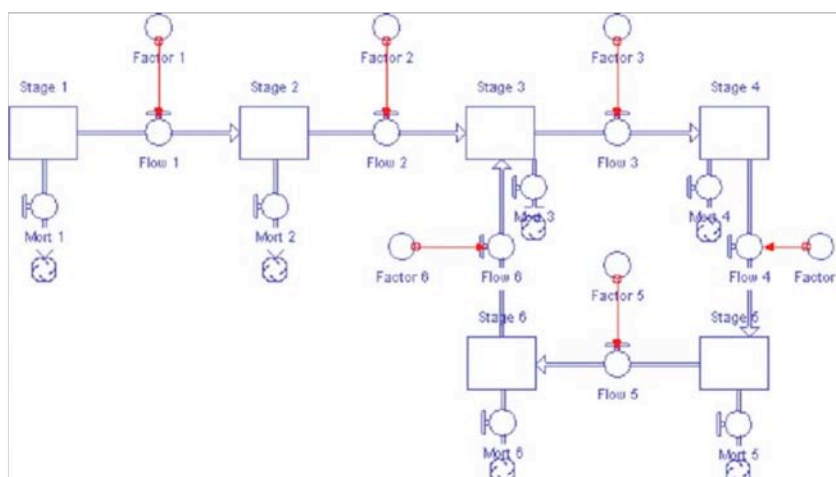 Factor 1
Factor 2
Factor 3
Stage 1
Stage 2
Stage 3
Stage 4
Flow 1
Flow 2
Flow 3
Mort 1
Mort 2
Mort 3
Mort 4
Factor 6
Flow 6
Factor 5
Flow 4
Factor
Stage 6
Stage 5
Flow 5
Mort 6
Mort 5